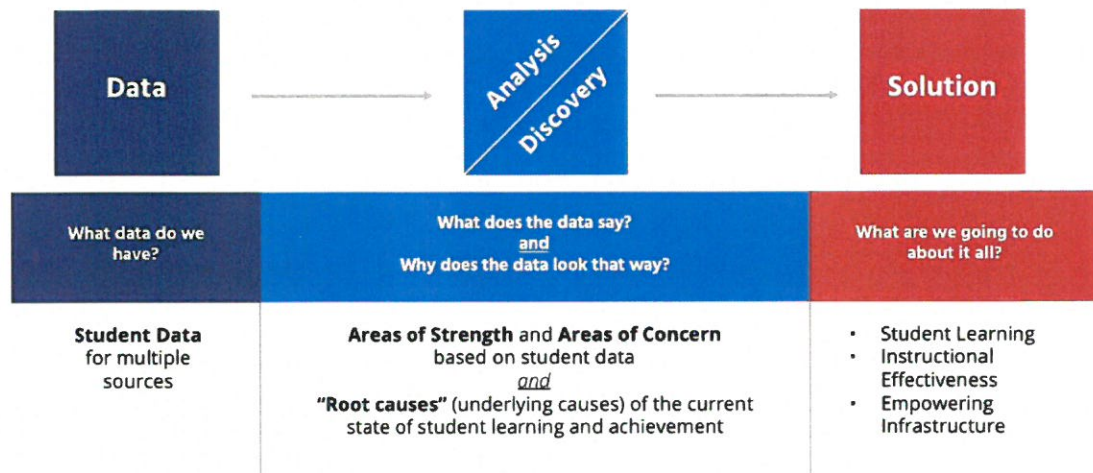 Data
Analysis
Discovery
Solution
What data do we
have?
What does the data say?
and
Why does the data look that way?
What are we going to do
about it all?
Student Data
for multiple
sources
Areas of Strength and Areas of Concern
based on student data
and
"Root causes" (underlying causes) of the current
state of student learning and achievement
• Student Learning
• Instructional
Effectiveness
• Empowering
Infrastructure